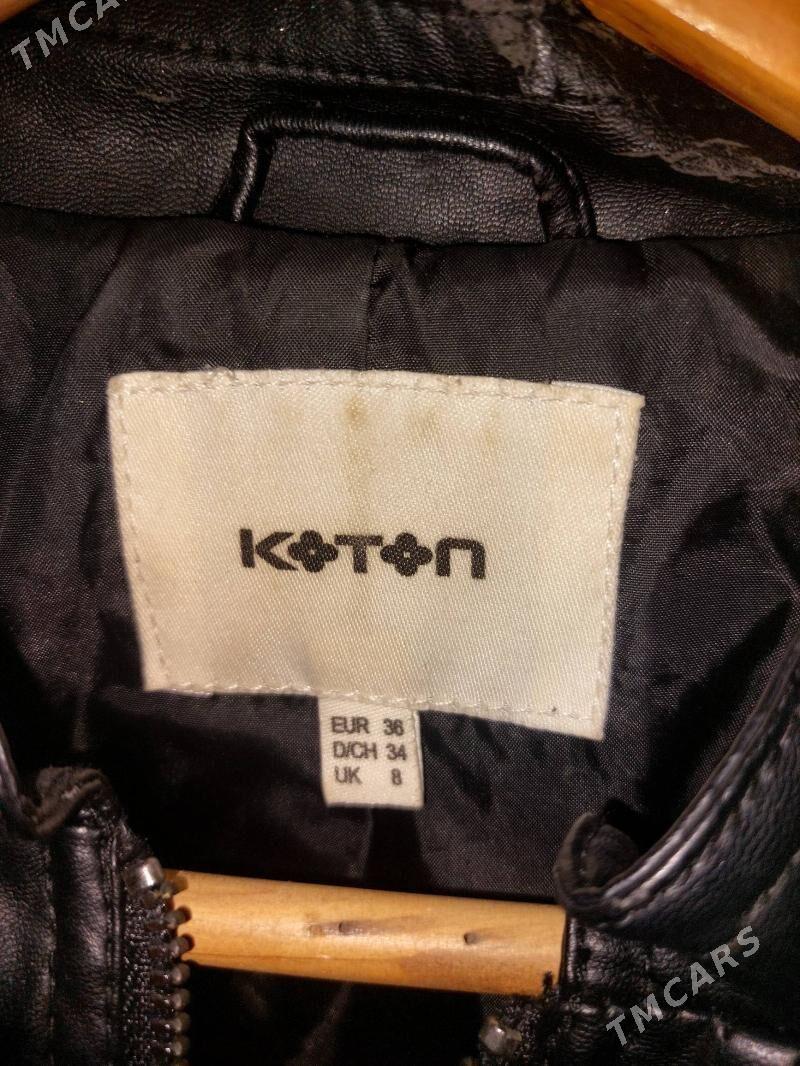 TMCARS
KOTON
EUR 36
D/CH 34
UK 8
TMCARS